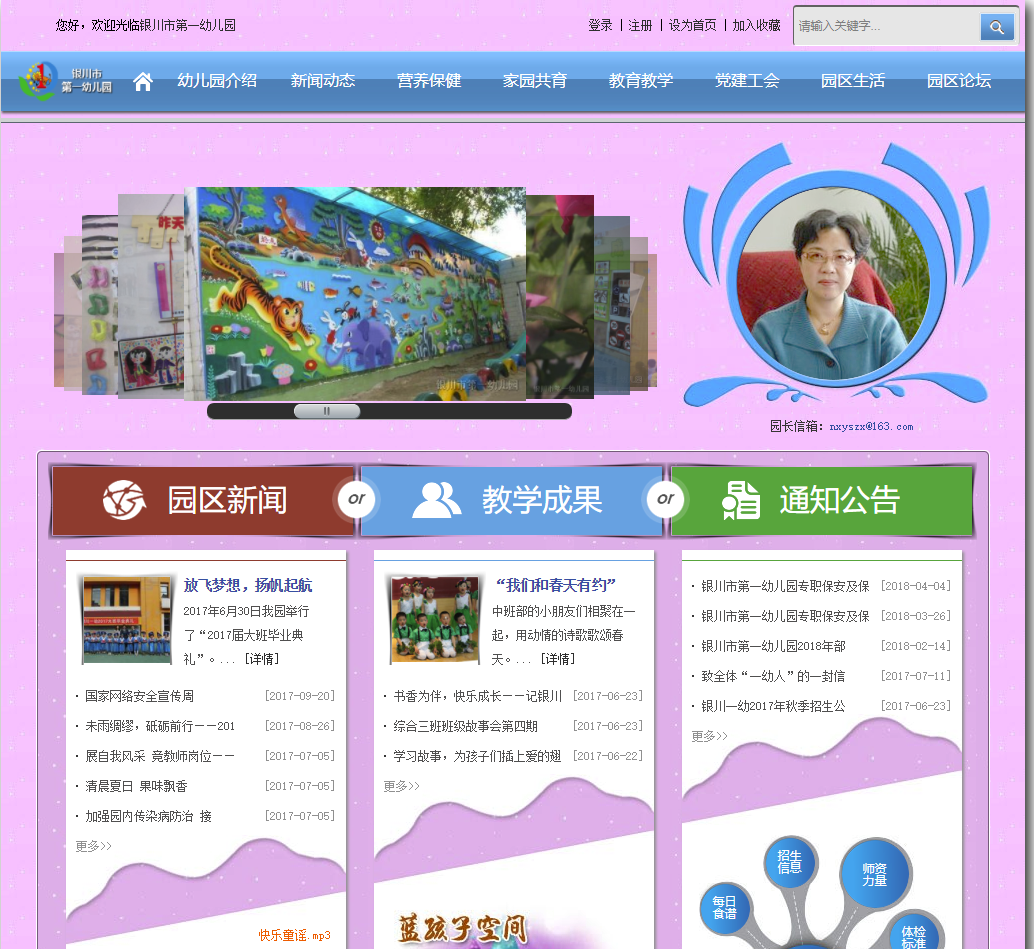 您好，欢迎光临银川市第一幼儿园
登录 | 注册 | 设为首页 | 加入收藏
请输入关键字...
银川市
第一幼儿园
幼儿园介绍 新闻动态 营养保健 家园共育 教育教学 党建工会 园区生活 园区论坛
昨天
银川市第一幼儿园
园长信箱：nxyszx@163.com
园区新闻
or
教学成果
or
通知公告
放飞梦想，扬帆起航
2017年6月30日我园举行
了“2017届大班毕业典
礼”。... [详情]
· 国家网络安全宣传周 [2017-09-20]
· 未雨绸缪，砥砺前行——201 [2017-08-26]
· 展自我风采 竞教师岗位—— [2017-07-05]
· 清晨夏日 果味飘香 [2017-07-05]
· 加强园内传染病防治 接 [2017-07-05]
更多>>
快乐童谣.mp3
“我们和春天有约”
中班部的小朋友们相聚在一
起，用动情的诗歌歌颂春
天。... [详情]
· 书香为伴，快乐成长——记银川 [2017-06-23]
· 综合三班班级故事会第四期 [2017-06-23]
· 学习故事，为孩子们插上爱的翅 [2017-06-22]
更多>>
蓝孩子空间
· 银川市第一幼儿园专职保安及保 [2018-04-04]
· 银川市第一幼儿园专职保安及保 [2018-03-26]
· 银川市第一幼儿园2018年部 [2018-02-14]
· 致全体“一幼人”的一封信 [2017-07-11]
· 银川一幼2017年秋季招生公 [2017-06-23]
更多>>
招生
信息
师资
力量
每日
食谱
体检
标准